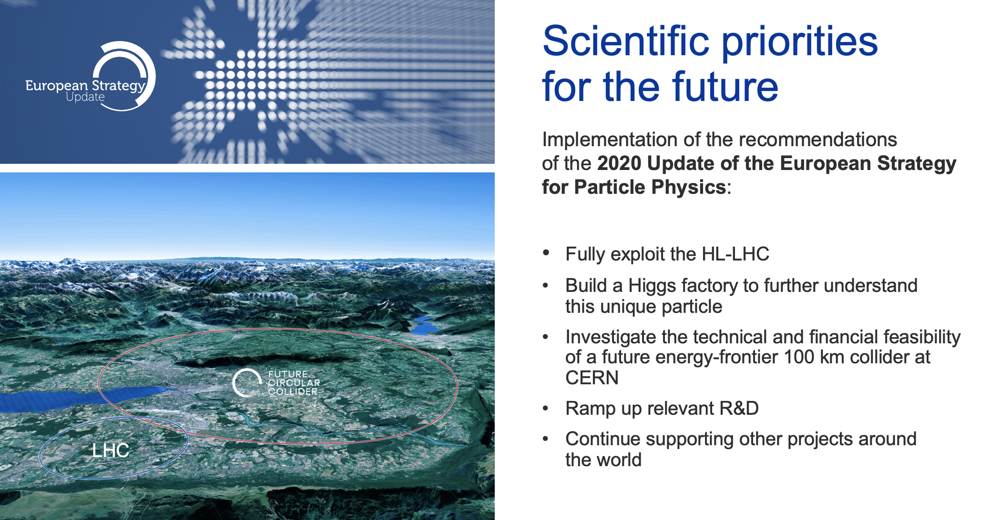 European Strategy
Update
FUTURE
CIRCULAR
COLLIDER
LHC
Scientific priorities
for the future
Implementation of the recommendations
of the 2020 Update of the European Strategy
for Particle Physics:
• Fully exploit the HL-LHC
• Build a Higgs factory to further understand
this unique particle
• Investigate the technical and financial feasibility
of a future energy-frontier 100 km collider at
CERN
• Ramp up relevant R&D
• Continue supporting other projects around
the world